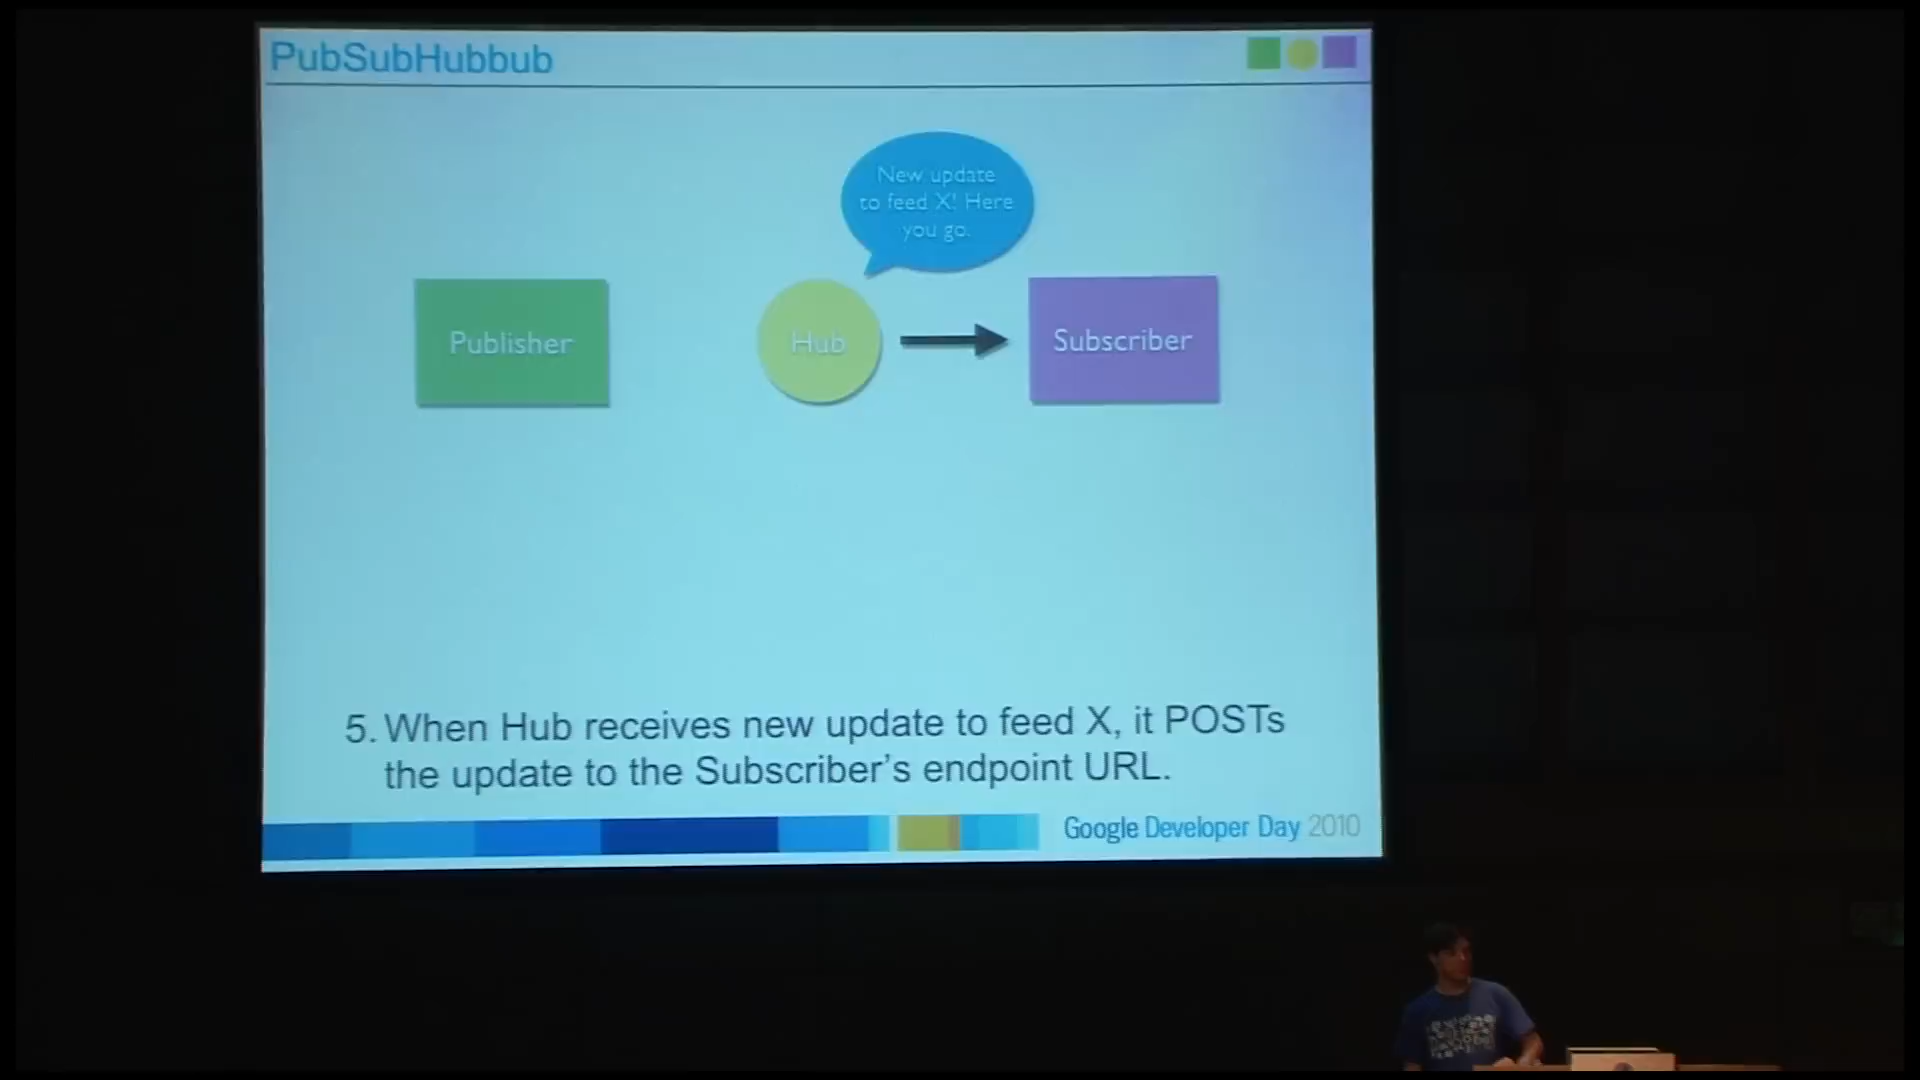 PubSubHubbub
New update
to feed X! Here
you go.
Publisher
Hub
Subscriber
5. When Hub receives new update to feed X, it POSTs
the update to the Subscriber's endpoint URL.
Google Developer Day 2010